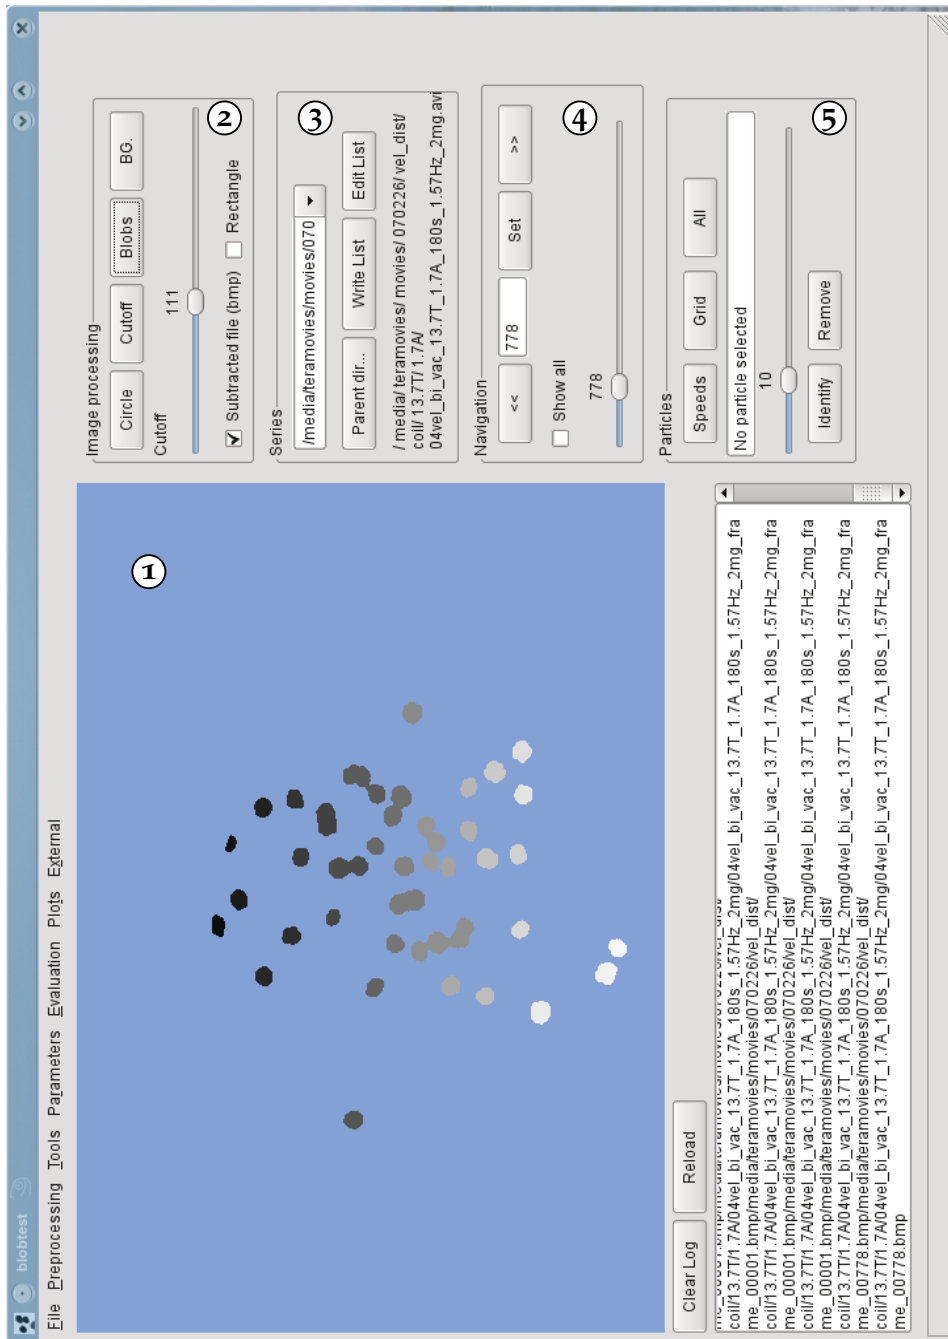 blobtest
File Preprocessing Tools Parameters Evaluation Plots External
1
Image processing
Circle Cutoff Blobs BG.
Cutoff
111
2
Subtracted file (bmp) Rectangle
Series
/media/teramovies/movies/070
3
Parent dir... Write List Edit List
/ media/ teramovies/ movies/ 070226/ vel_dist/
coil/ 13.7T/ 1.7A/
04vel_bi_vac_13.7T_1.7A_180s_1.57Hz_2mg.avi
Navigation
<< 778 Set >>
Show all
4
778
Particles
Speeds Grid All
No particle selected
5
10
Identify Remove
Clear Log Reload
coil/13.7T/1.7A/04vel_bi_vac_13.7T_1.7A_180s_1.57Hz_2mg/04vel_bi_vac_13.7T_1.7A_180s_1.57Hz_2mg_fra
me_00001.bmp/media/teramovies/movies/070226/vel_dist/
coil/13.7T/1.7A/04vel_bi_vac_13.7T_1.7A_180s_1.57Hz_2mg/04vel_bi_vac_13.7T_1.7A_180s_1.57Hz_2mg_fra
me_00001.bmp/media/teramovies/movies/070226/vel_dist/
coil/13.7T/1.7A/04vel_bi_vac_13.7T_1.7A_180s_1.57Hz_2mg/04vel_bi_vac_13.7T_1.7A_180s_1.57Hz_2mg_fra
me_00001.bmp/media/teramovies/movies/070226/vel_dist/
coil/13.7T/1.7A/04vel_bi_vac_13.7T_1.7A_180s_1.57Hz_2mg/04vel_bi_vac_13.7T_1.7A_180s_1.57Hz_2mg_fra
me_00778.bmp/media/teramovies/movies/070226/vel_dist/
coil/13.7T/1.7A/04vel_bi_vac_13.7T_1.7A_180s_1.57Hz_2mg/04vel_bi_vac_13.7T_1.7A_180s_1.57Hz_2mg_fra
me_00778.bmp